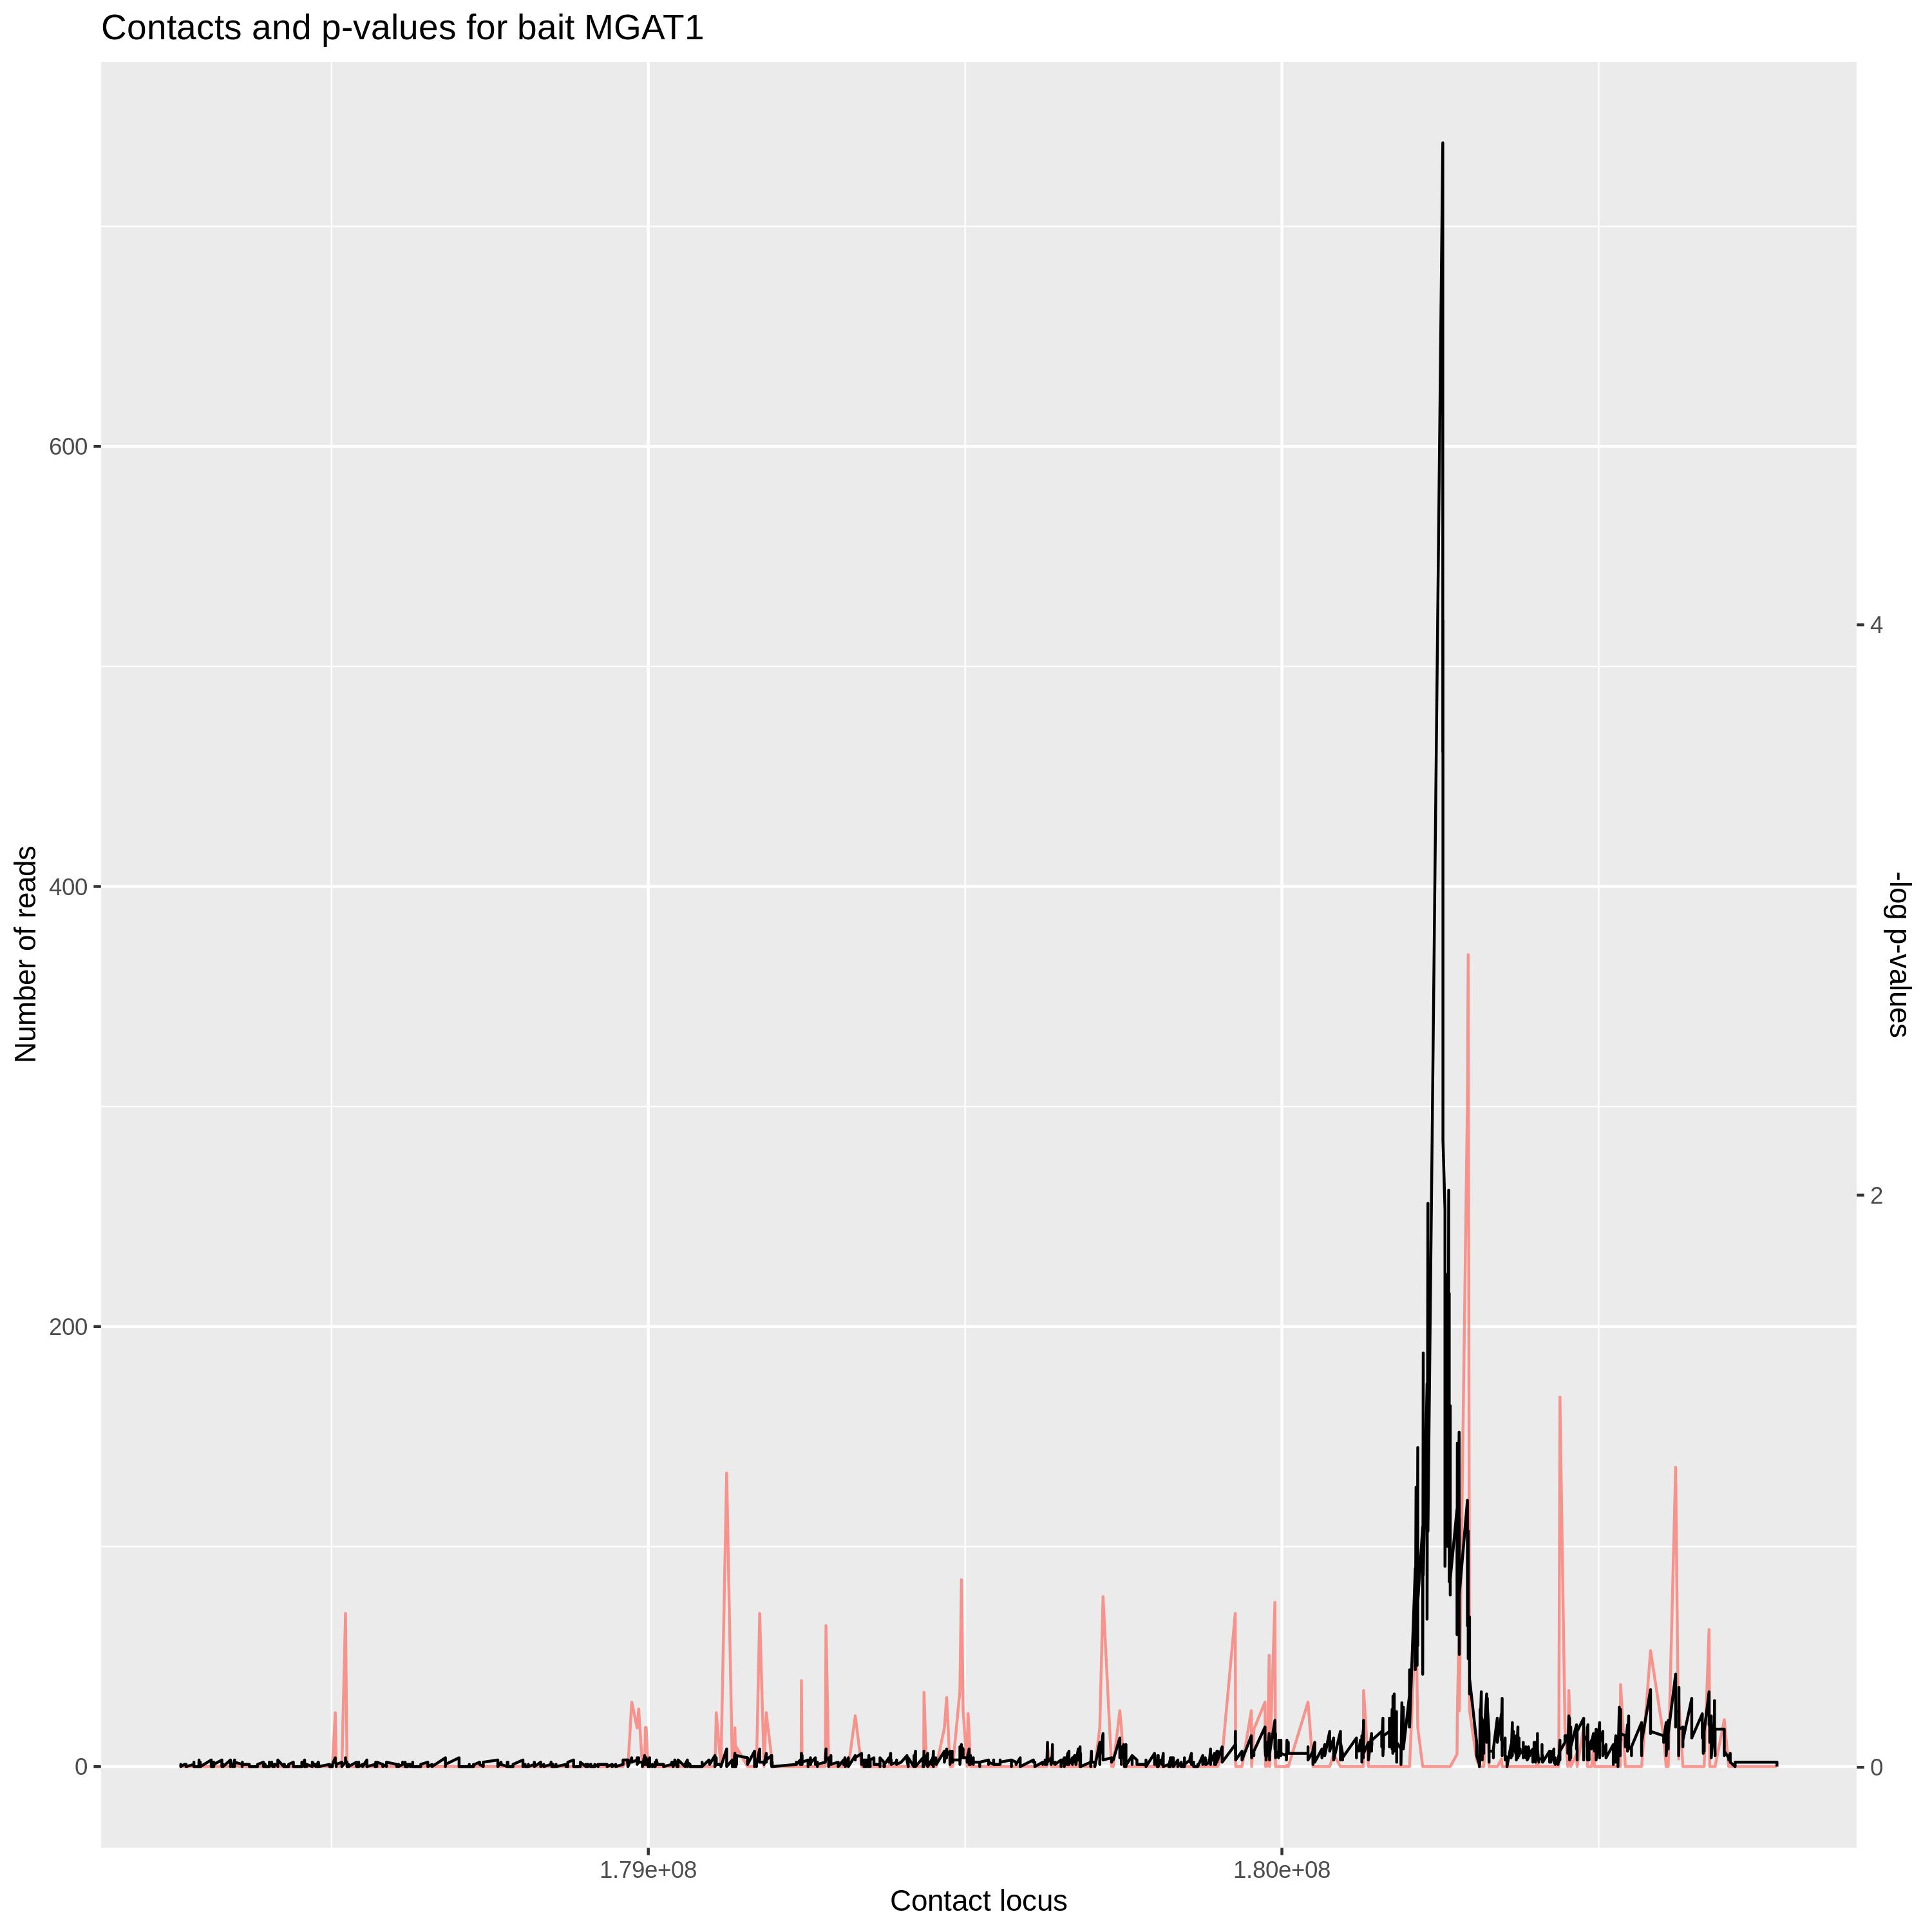 Contacts and p-values for bait MGAT1
Number of reads
600
400
200
0
4
2
0
-log p-values
1.79e+08
1.80e+08
Contact locus